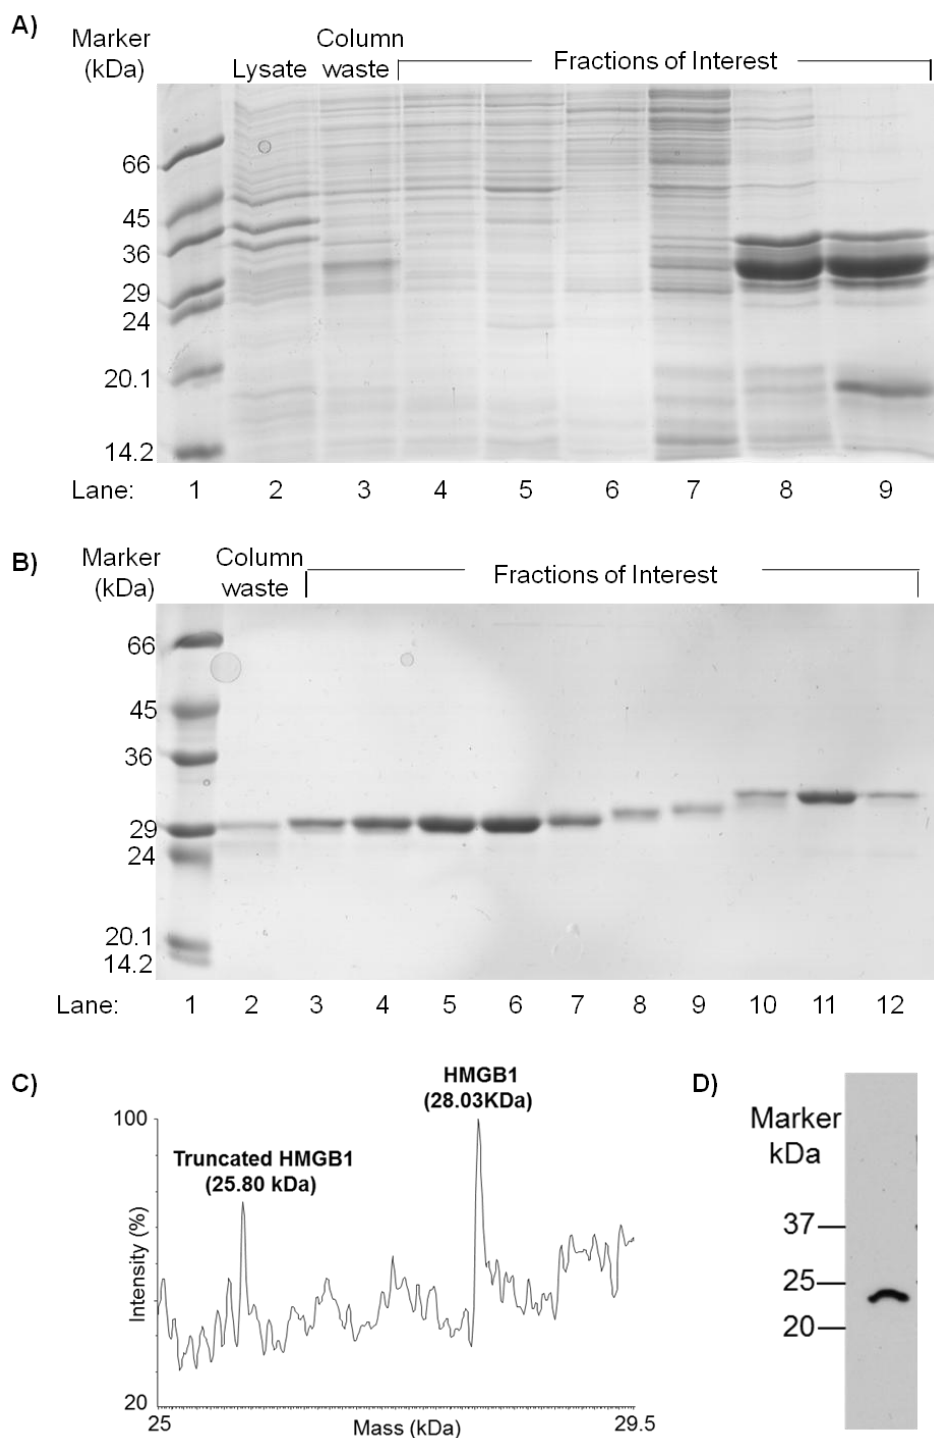 A)
Marker
(kDa)
Lysate
Column
waste
Fractions of Interest
66
45
36
29
24
20.1
14.2
Lane: 1 2 3 4 5 6 7 8 9
B)
Marker
(kDa)
Column
waste
Fractions of Interest
66
45
36
29
24
20.1
14.2
Lane: 1 2 3 4 5 6 7 8 9 10 11 12
C)
HMGB1
(28.03KDa)
Truncated HMGB1
(25.80 kDa)
100
Intensity (%)
20
25
Mass (kDa)
29.5
D)
Marker
kDa
37
25
20